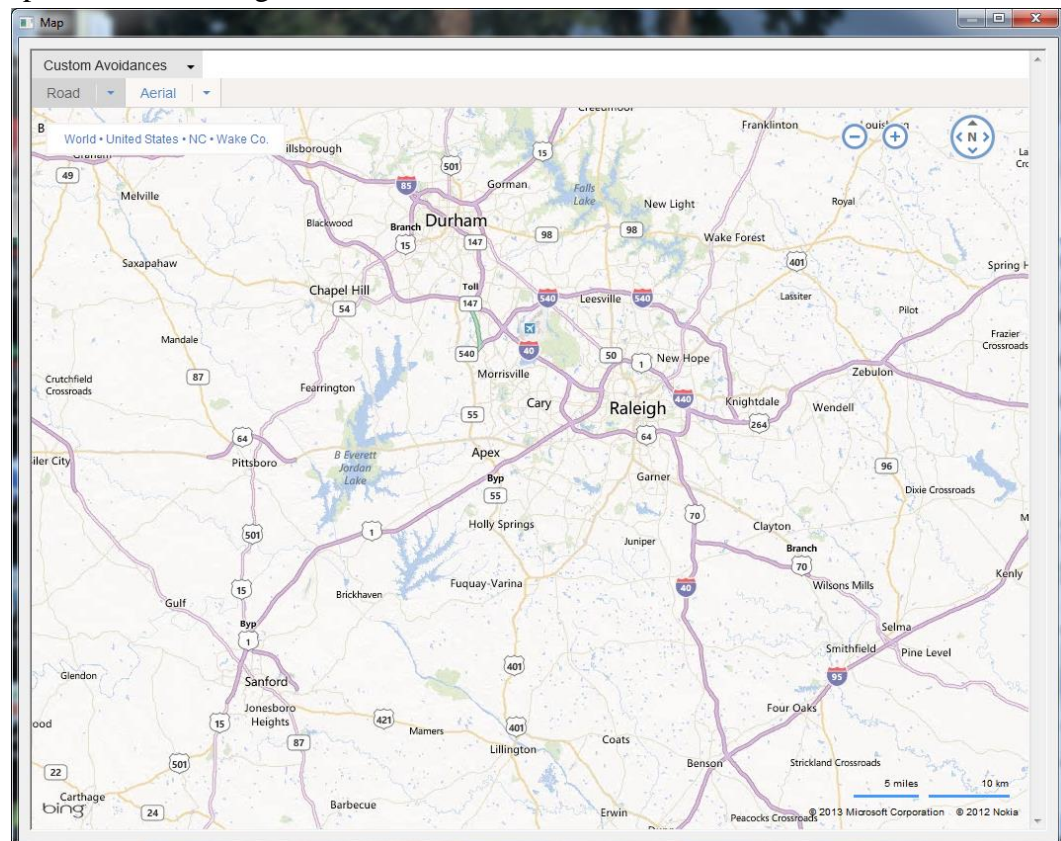 Map
Custom Avoidances
Road Aerial
Creedmoor
B World • United States • NC • Wake Co.
Franklinton
N
Graham
illsborough
15
501
49
85
Gorman
Falls
Lake
Melville
New Light
Royal
Blackwood
Branch
Durham
15
147
98
98
Wake Forest
401
Saxapahaw
Spring H
Chapel Hill
54
Toll
147
540
Leesville
540
Lassiter
Pilot
Mandale
Frazier
Crossroads
540
40
50
1
New Hope
Morrisville
Zebulon
Crutchfield
Crossroads
87
Fearrington
Cary
Raleigh
440
Knightdale
Wendell
55
264
64
64
iler City
Pittsboro
B Everett
Jordan
Lake
Apex
Byp
55
Garner
96
Dixie Crossroads
Holly Springs
70
Clayton
M
501
1
Juniper
Branch
70
Kenly
15
Brickhaven
Fuquay-Varina
40
Wilsons Mills
Gulf
Byp
1
Selma
Smithfield
Pine Level
401
95
Glendon
Sanford
Jonesboro
Heights
Four Oaks
ood
15
421
Mamers
401
Lillington
Coats
87
501
Benson
Strickland Crossroads
22
5 miles 10 km
Carthage
bing
24
Barbecue
Erwin
Peacocks Crossroads
© 2013 Microsoft Corporation © 2012 Nokia